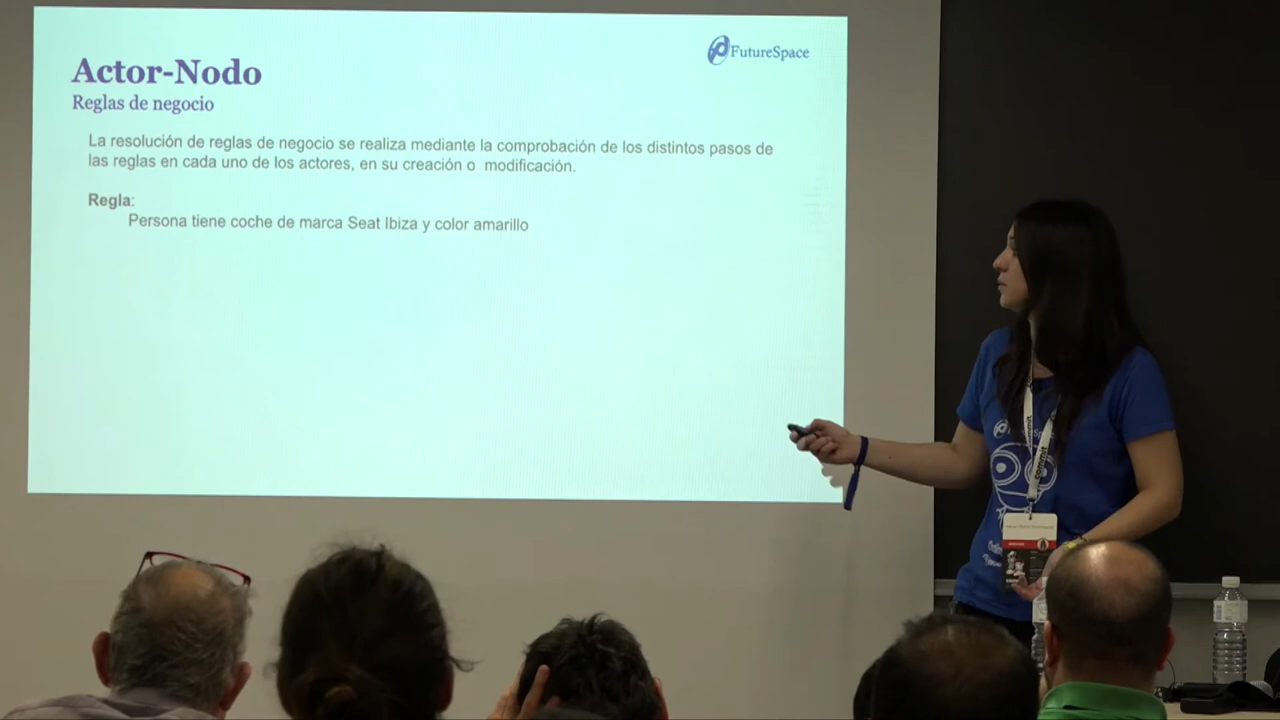 FutureSpace
Actor-Nodo
Reglas de negocio
La resolución de reglas de negocio se realiza mediante la comprobación de los distintos pasos de
las reglas en cada uno de los actores, en su creación o modificación.
Regla:
Persona tiene coche de marca Seat Ibiza y color amarillo